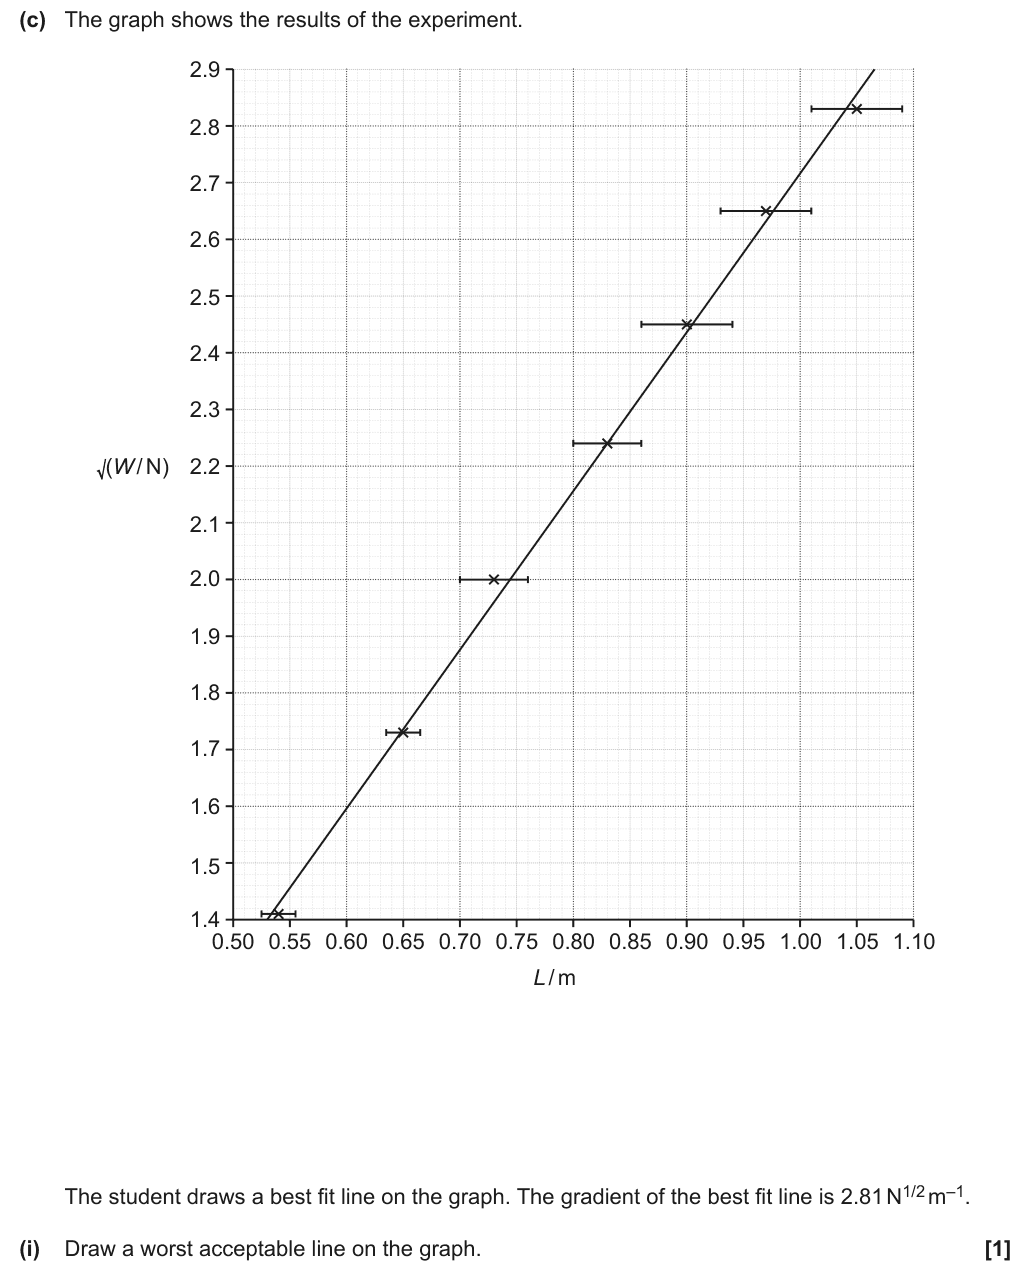 (c) The graph shows the results of the experiment.
2.9
2.8
2.7
2.6
2.5
2.4
2.3
√(W/N) 2.2
2.1
2.0
1.9
1.8
1.7
1.6
1.5
1.4
0.50 0.55 0.60 0.65 0.70 0.75 0.80 0.85 0.90 0.95 1.00 1.05 1.10
L/m
The student draws a best fit line on the graph. The gradient of the best fit line is 2.81 N^1/2 m^–1.
(i) Draw a worst acceptable line on the graph. [1]